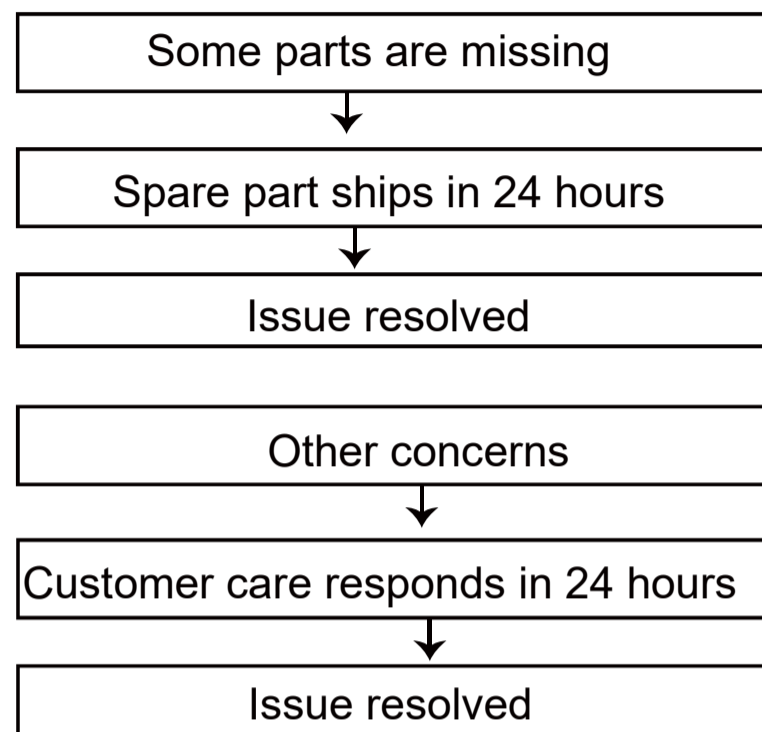 Some parts are missing
Spare part ships in 24 hours
Issue resolved
Other concerns
Customer care responds in 24 hours
Issue resolved